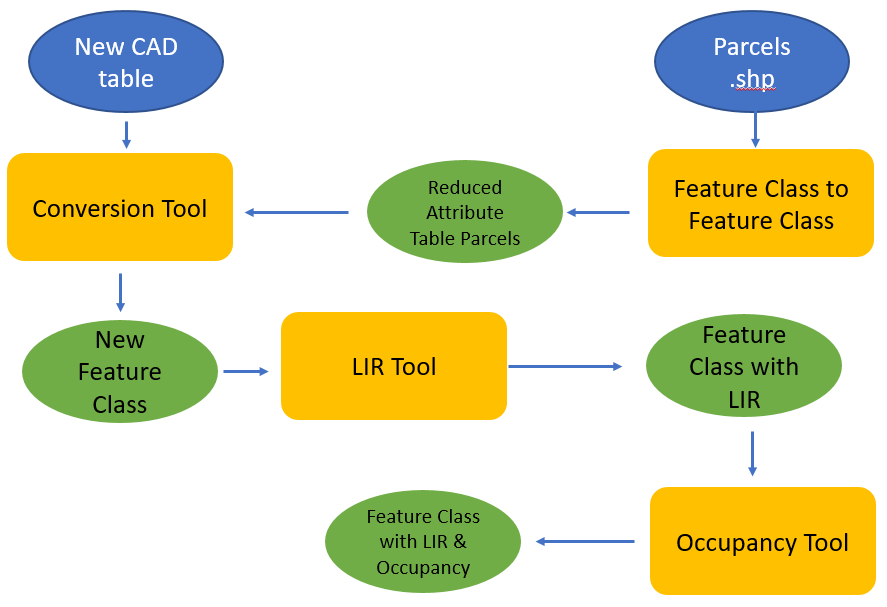 New CAD
table
Parcels
.shp
Conversion Tool
Reduced
Attribute
Table Parcels
Feature Class to
Feature Class
New
Feature
Class
LIR Tool
Feature
Class with
LIR
Feature Class
with LIR &
Occupancy
Occupancy Tool